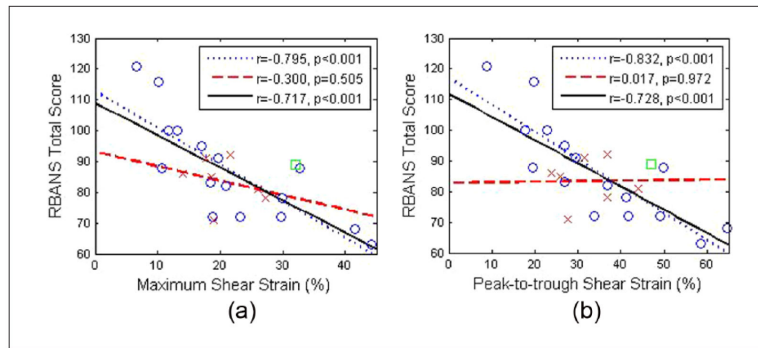 130
120
110
100
90
80
70
60
RBANS Total Score
r=-0.795, p<0.001
r=-0.300, p=0.505
r=-0.717, p<0.001
0 10 20 30 40
Maximum Shear Strain (%)
(a)
130
120
110
100
90
80
70
60
RBANS Total Score
r=-0.832, p<0.001
r=0.017, p=0.972
r=-0.728, p<0.001
0 10 20 30 40 50 60
Peak-to-trough Shear Strain (%)
(b)